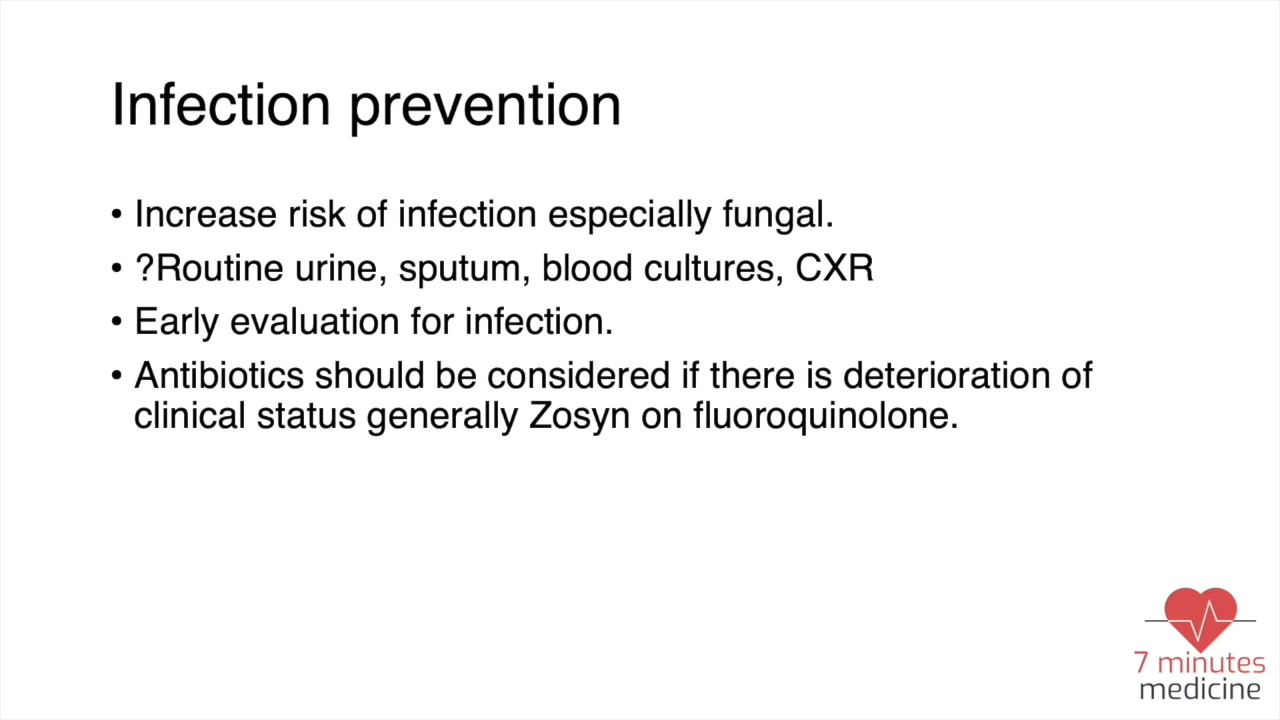 Infection prevention
• Increase risk of infection especially fungal.
• ?Routine urine, sputum, blood cultures, CXR
• Early evaluation for infection.
• Antibiotics should be considered if there is deterioration of
clinical status generally Zosyn on fluoroquinolone.
7 minutes
medicine